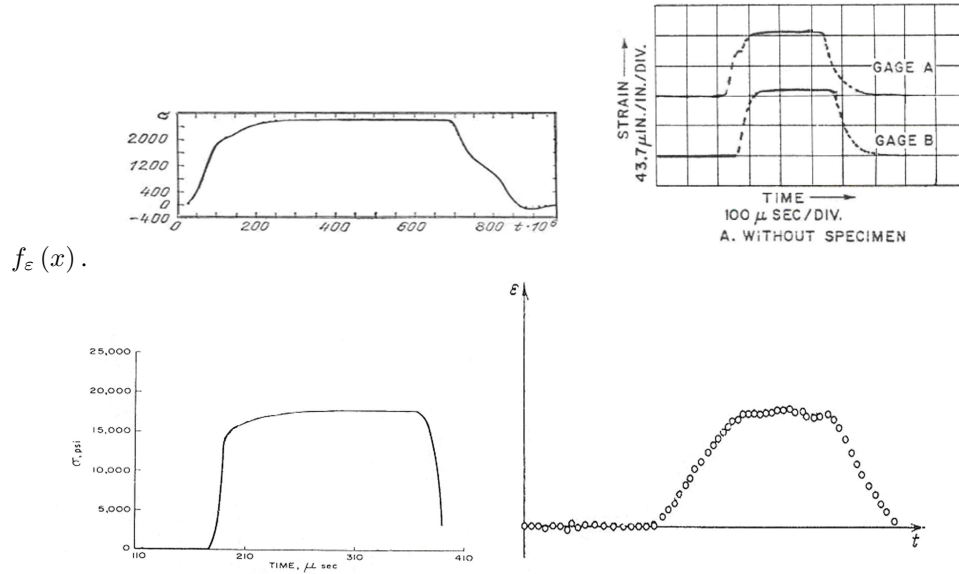 σ
2000
1200
400
0
-400
0 200 400 600 800 t·10⁶
STRAIN
43.7μIN./IN./DIV.
GAGE A
GAGE B
TIME
100 μ SEC/DIV.
A. WITHOUT SPECIMEN
f_ε (x) .
25,000
20,000
15,000
10,000
5,000
0
σ, psi
110 210 310 410
TIME, μ sec
ε
t